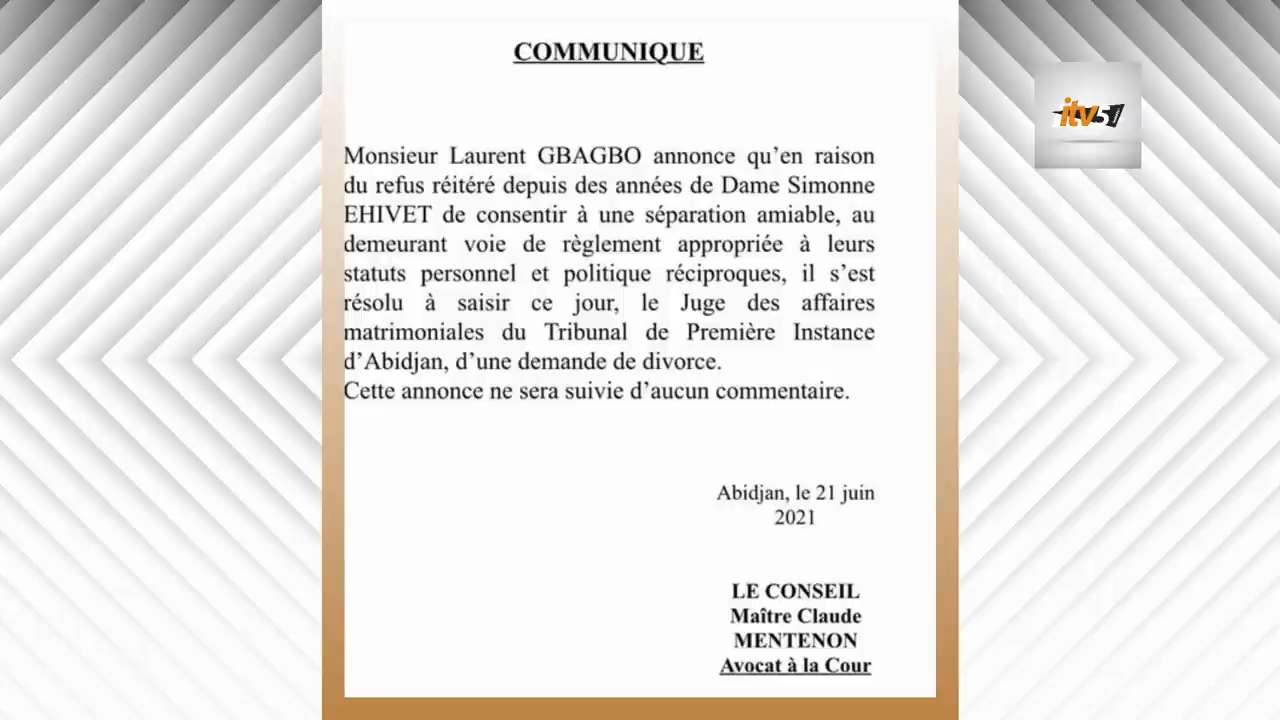 COMMUNIQUE
itv5
Monsieur Laurent GBAGBO annonce qu'en raison
du refus réitéré depuis des années de Dame Simonne
EHIVET de consentir à une séparation amiable, au
demeurant voie de règlement appropriée à leurs
statuts personnel et politique réciproques, il s'est
résolu à saisir ce jour, le Juge des affaires
matrimoniales du Tribunal de Première Instance
d'Abidjan, d'une demande de divorce.
Cette annonce ne sera suivie d'aucun commentaire.
Abidjan, le 21 juin
2021
LE CONSEIL
Maître Claude
MENTENON
Avocat à la Cour